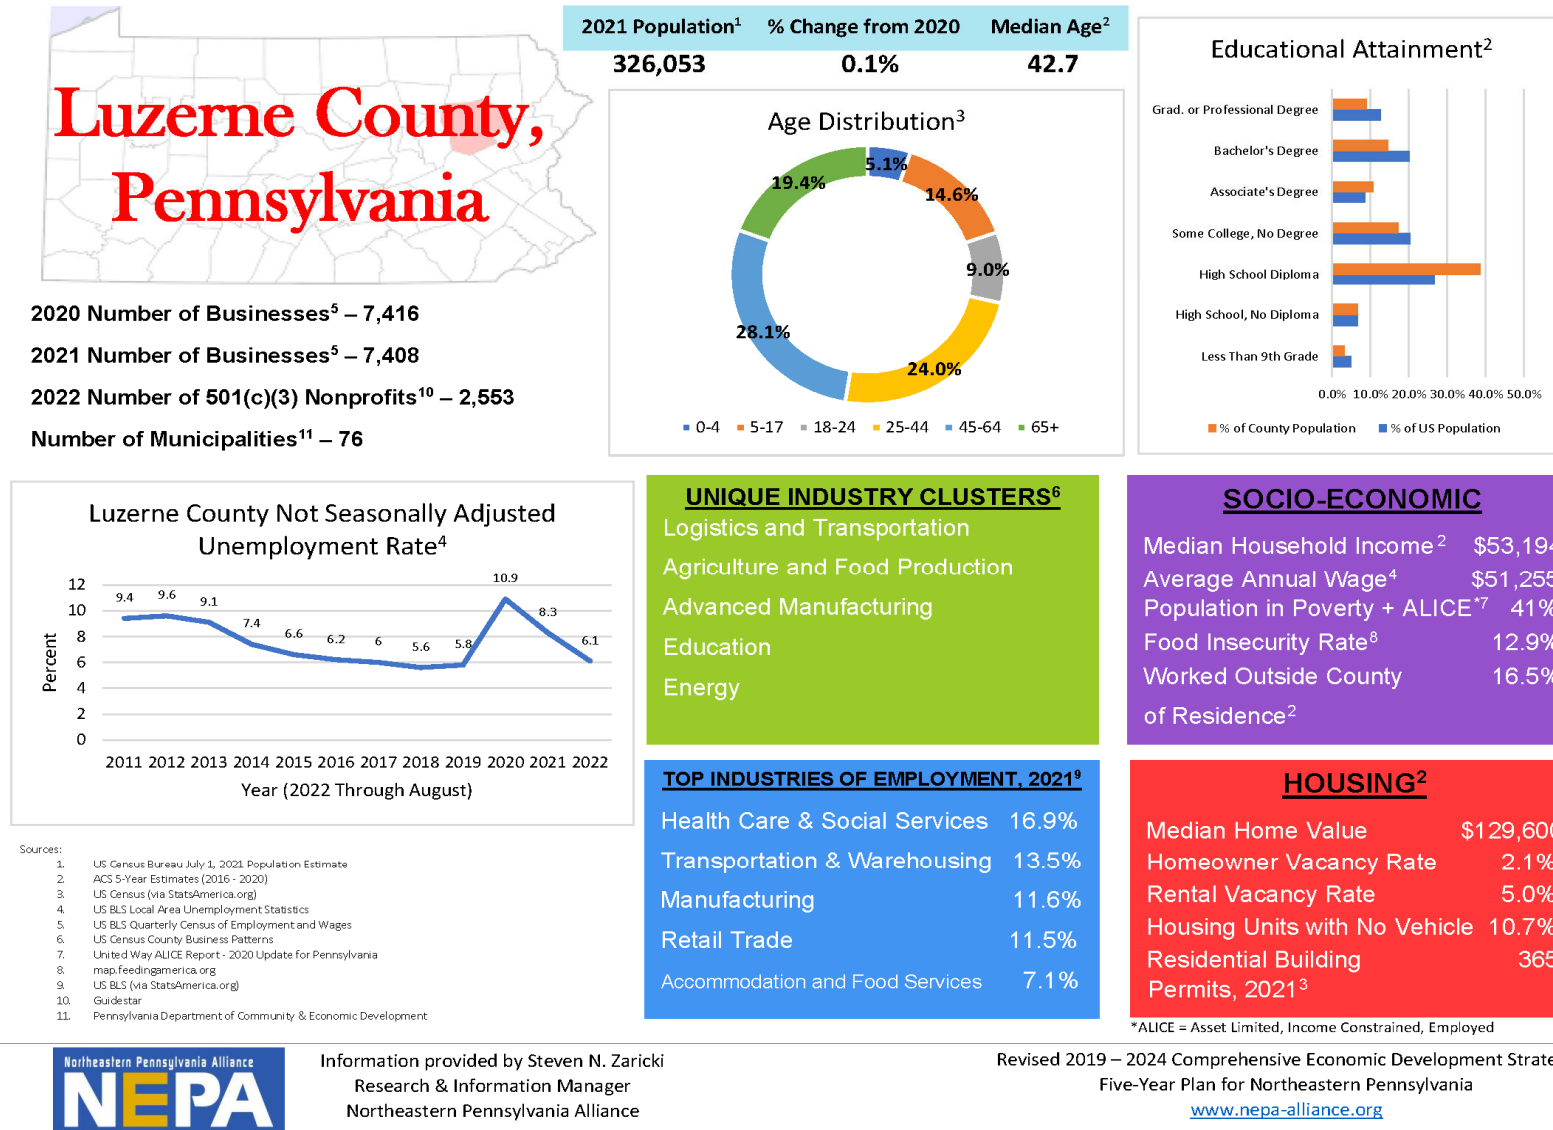 Luzerne County,
Pennsylvania
2021 Population¹ % Change from 2020 Median Age²
326,053 0.1% 42.7
2020 Number of Businesses⁵ – 7,416
2021 Number of Businesses⁵ – 7,408
2022 Number of 501(c)(3) Nonprofits¹⁰ – 2,553
Number of Municipalities¹¹ – 76
Age Distribution³
5.1%
14.6%
9.0%
24.0%
28.1%
19.4%
0-4 5-17 18-24 25-44 45-64 65+
Educational Attainment²
Grad. or Professional Degree
Bachelor's Degree
Associate's Degree
Some College, No Degree
High School Diploma
High School, No Diploma
Less Than 9th Grade
0.0% 10.0% 20.0% 30.0% 40.0% 50.0%
% of County Population % of US Population
Luzerne County Not Seasonally Adjusted
Unemployment Rate⁴
Percent
12
10
8
6
4
2
0
9.4 9.6 9.1 7.4 6.6 6.2 6 5.6 5.8 10.9 8.3 6.1
2011 2012 2013 2014 2015 2016 2017 2018 2019 2020 2021 2022
Year (2022 Through August)
UNIQUE INDUSTRY CLUSTERS⁶
Logistics and Transportation
Agriculture and Food Production
Advanced Manufacturing
Education
Energy
SOCIO-ECONOMIC
Median Household Income² $53,194
Average Annual Wage⁴ $51,255
Population in Poverty + ALICE*⁷ 41%
Food Insecurity Rate⁸ 12.9%
Worked Outside County 16.5%
of Residence²
TOP INDUSTRIES OF EMPLOYMENT, 2021⁹
Health Care & Social Services 16.9%
Transportation & Warehousing 13.5%
Manufacturing 11.6%
Retail Trade 11.5%
Accommodation and Food Services 7.1%
HOUSING²
Median Home Value $129,600
Homeowner Vacancy Rate 2.1%
Rental Vacancy Rate 5.0%
Housing Units with No Vehicle 10.7%
Residential Building 365
Permits, 2021³
*ALICE = Asset Limited, Income Constrained, Employed
Sources:
1. US Census Bureau July 1, 2021 Population Estimate
2. ACS 5-Year Estimates (2016 - 2020)
3. US Census (via StatsAmerica.org)
4. US BLS Local Area Unemployment Statistics
5. US BLS Quarterly Census of Employment and Wages
6. US Census County Business Patterns
7. United Way ALICE Report - 2020 Update for Pennsylvania
8. map.feedingamerica.org
9. US BLS (via StatsAmerica.org)
10. Guidestar
11. Pennsylvania Department of Community & Economic Development
Northeastern Pennsylvania Alliance
NEPA
Information provided by Steven N. Zaricki
Research & Information Manager
Northeastern Pennsylvania Alliance
Revised 2019 – 2024 Comprehensive Economic Development Strate
Five-Year Plan for Northeastern Pennsylvania
www.nepa-alliance.org